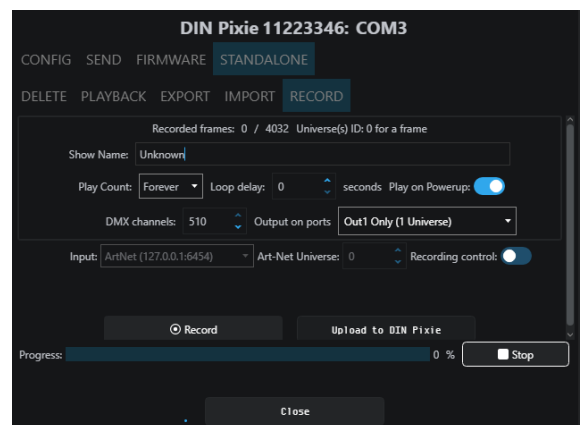 DIN Pixie 11223346: COM3
CONFIG SEND FIRMWARE STANDALONE
DELETE PLAYBACK EXPORT IMPORT RECORD
Recorded frames: 0 / 4032 Universe(s) ID: 0 for a frame
Show Name: Unknown
Play Count: Forever Loop delay: 0 seconds Play on Powerup:
DMX channels: 510 Output on ports Out1 Only (1 Universe)
Input: ArtNet (127.0.0.1:6454) Art-Net Universe: 0 Recording control:
Record Upload to DIN Pixie
Progress: 0 % Stop
Close